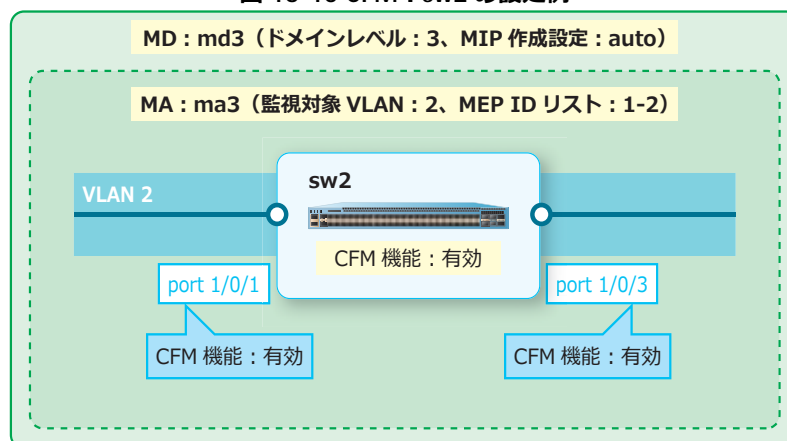 MD：md3（ドメインレベル：3、MIP 作成設定：auto）
MA：ma3（監視対象 VLAN：2、MEP ID リスト：1-2）
VLAN 2
sw2
CFM 機能：有効
port 1/0/1
port 1/0/3
CFM 機能：有効
CFM 機能：有効